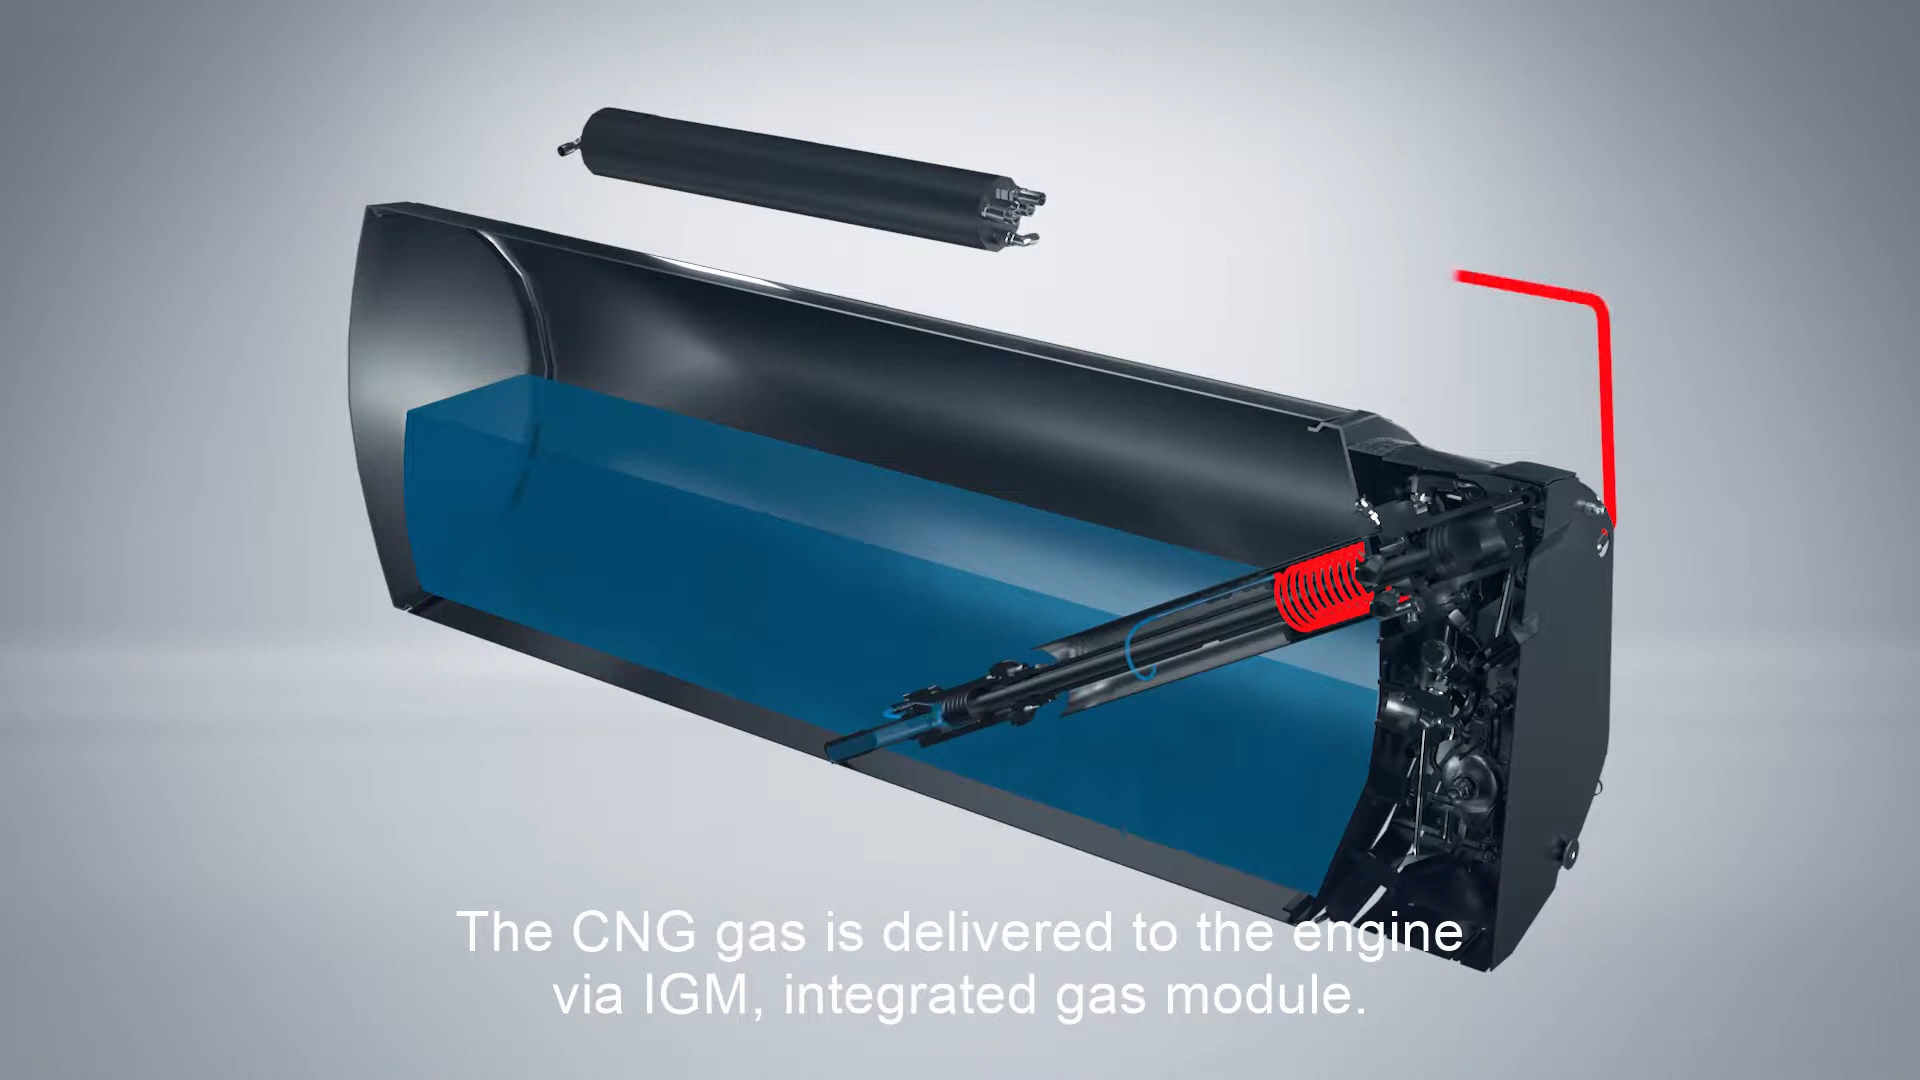 The CNG gas is delivered to the engine
via IGM, integrated gas module.